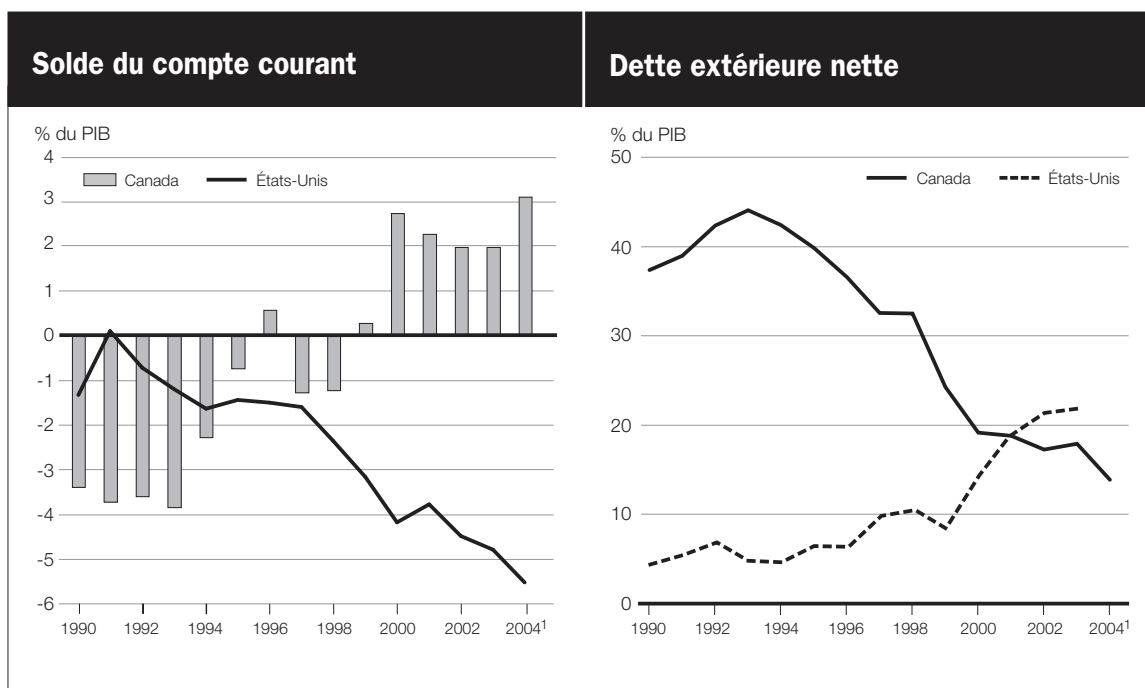 Solde du compte courant
% du PIB
4
Canada États-Unis
3
2
1
0
-1
-2
-3
-4
-5
-6
1990 1992 1994 1996 1998 2000 2002 2004¹
Dette extérieure nette
% du PIB
50
Canada États-Unis
40
30
20
10
0
1990 1992 1994 1996 1998 2000 2002 2004¹